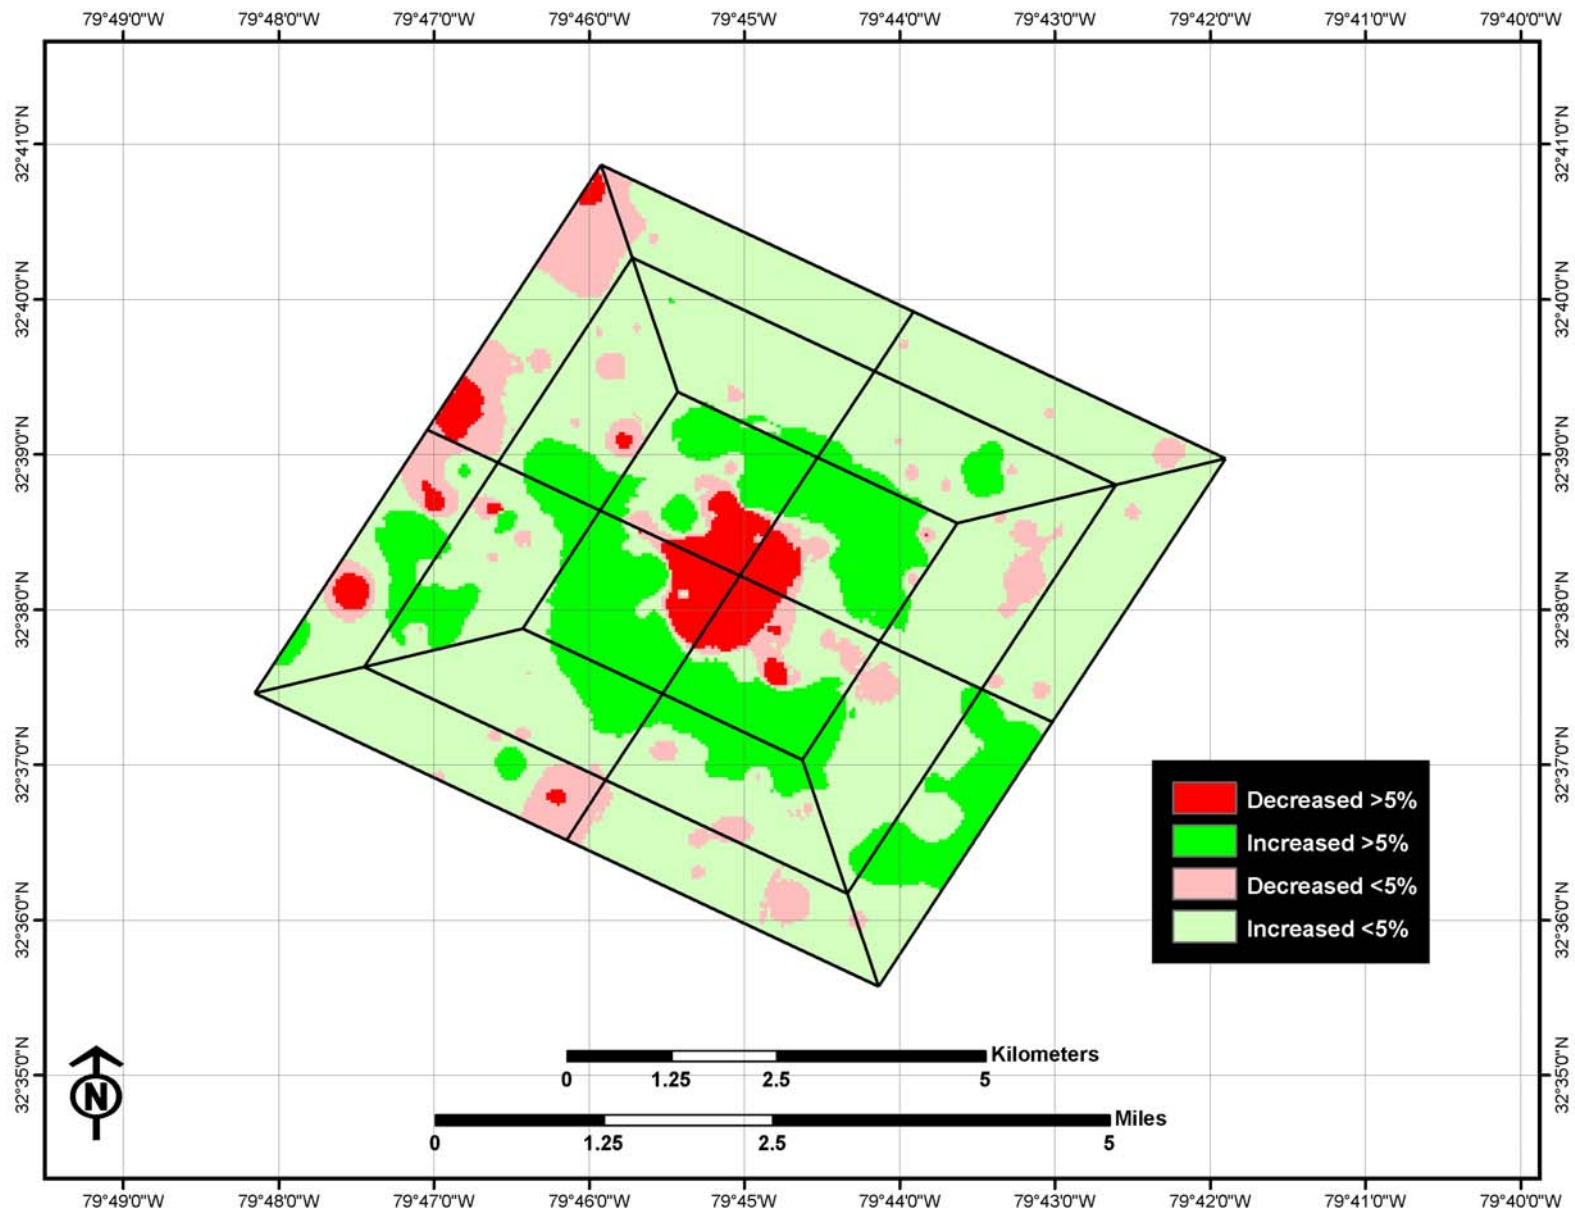 79°49'0"W 79°48'0"W 79°47'0"W 79°46'0"W 79°45'0"W 79°44'0"W 79°43'0"W 79°42'0"W 79°41'0"W 79°40'0"W
32°41'0"N 32°41'0"N
32°40'0"N 32°40'0"N
32°39'0"N 32°39'0"N
32°38'0"N 32°38'0"N
32°37'0"N 32°37'0"N
Decreased >5%
Increased >5%
Decreased <5%
Increased <5%
32°36'0"N 32°36'0"N
32°35'0"N 32°35'0"N
Kilometers
0 1.25 2.5 5
N
Miles
0 1.25 2.5 5
79°49'0"W 79°48'0"W 79°47'0"W 79°46'0"W 79°45'0"W 79°44'0"W 79°43'0"W 79°42'0"W 79°41'0"W 79°40'0"W